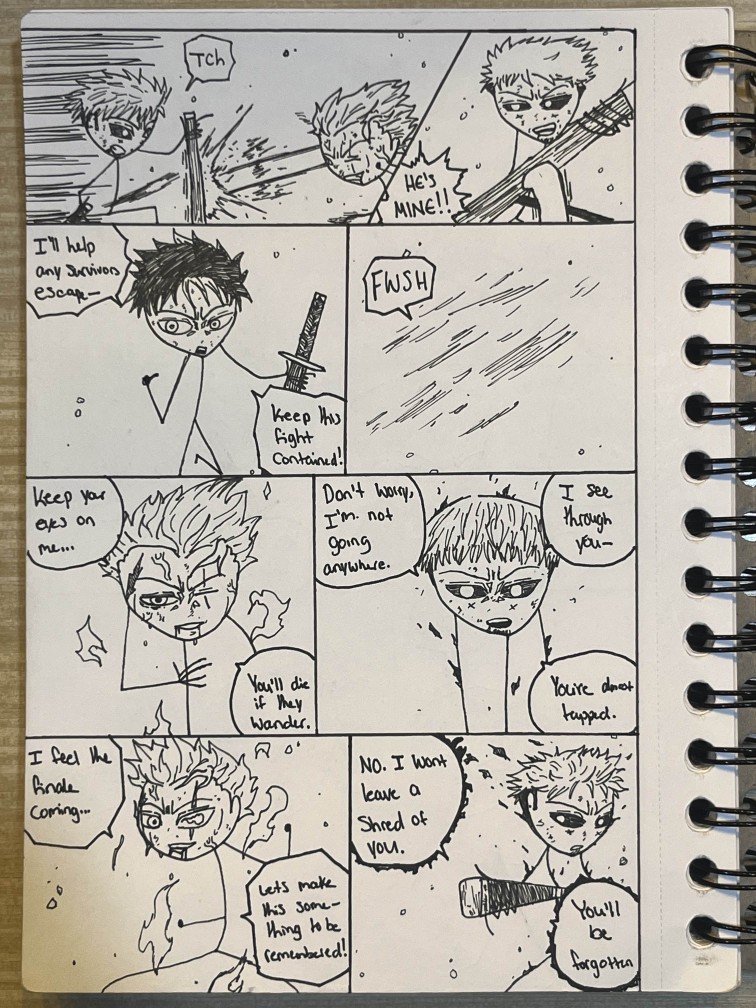 Tch
HE'S
MINE!!
I'll help
any survivors
escape—
Keep this
fight
contained!
FWSH
Keep your
eyes on
me...
You'll die
if they
wander.
Don't worry,
I'm not
going
anywhere.
I see
through
you—
You're almost
tapped.
I feel the
finale
coming...
Lets make
this some-
thing to be
remembered!
NO. I wont
leave a
shred of
you.
You'll
be
forgotten